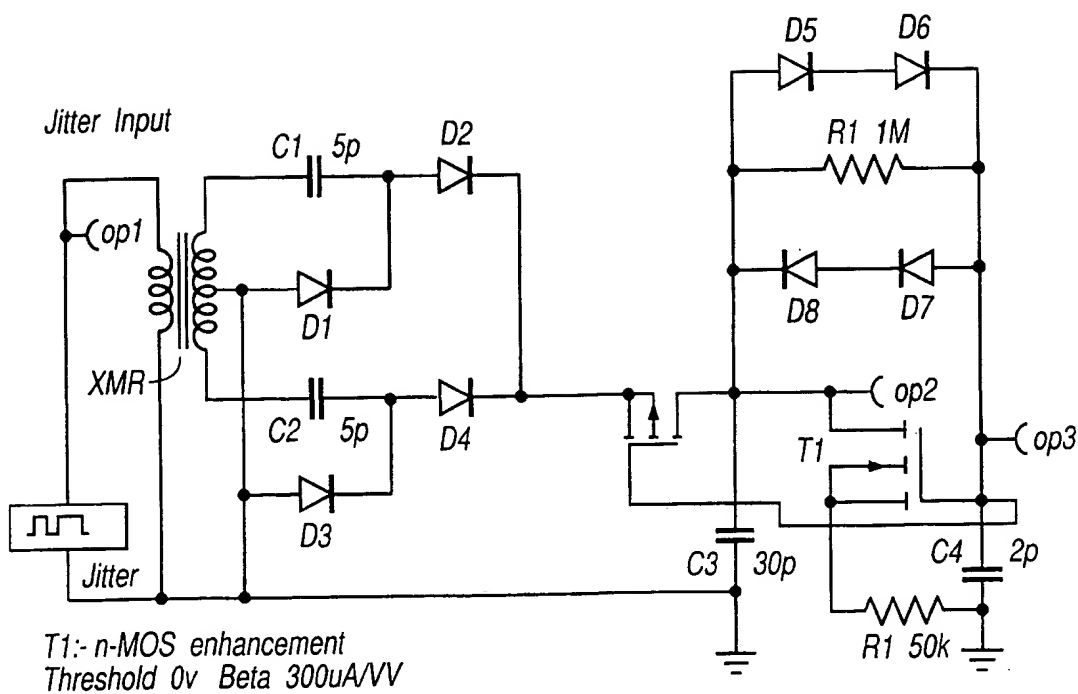 D5
D6
Jitter Input
C1
5p
D2
R1 1M
op1
D1
D8
D7
XMR
C2
5p
D4
op2
T1
op3
D3
C3
30p
C4
2p
Jitter
R1 50k
T1:- n-MOS enhancement
Threshold 0v Beta 300uA/VV